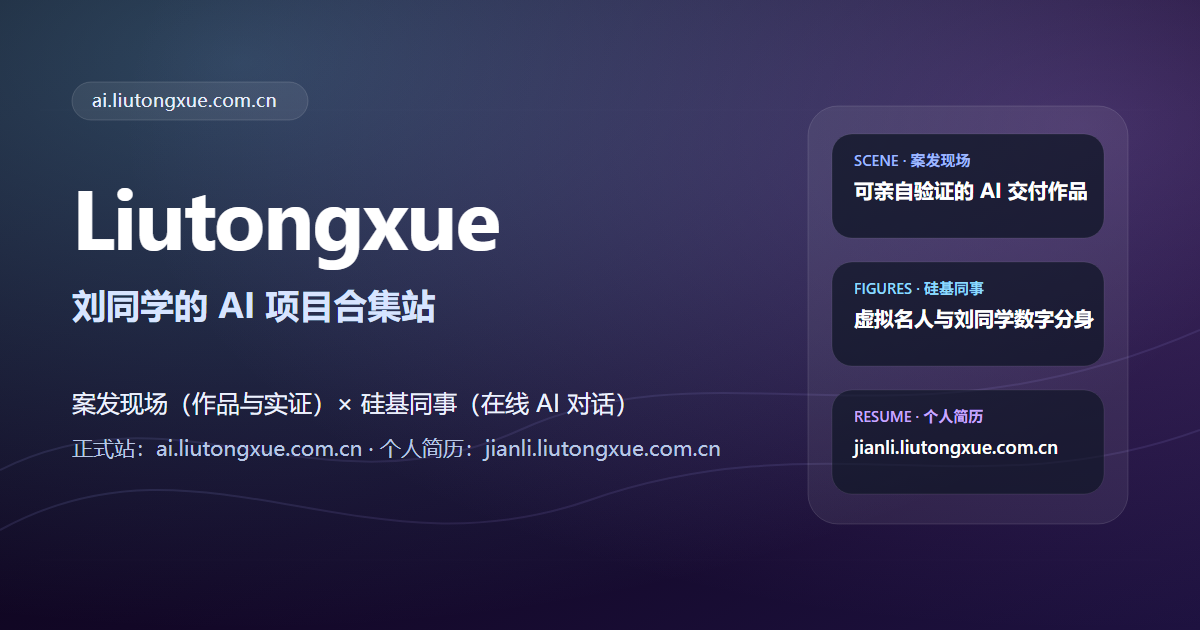 ai.liutongxue.com.cn
Liutongxue
刘同学的 AI 项目合集站
案发现场（作品与实证）× 硅基同事（在线 AI 对话）
正式站：ai.liutongxue.com.cn · 个人简历：jianli.liutongxue.com.cn
SCENE · 案发现场
可亲自验证的 AI 交付作品
FIGURES · 硅基同事
虚拟名人与刘同学数字分身
RESUME · 个人简历
jianli.liutongxue.com.cn